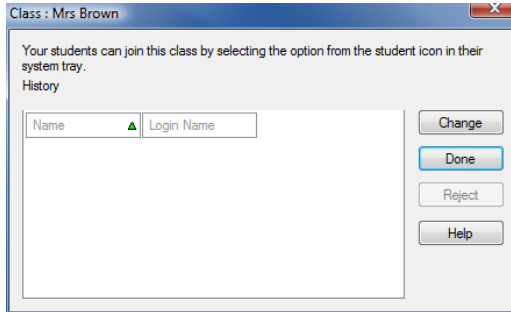 Class : Mrs Brown
Your students can join this class by selecting the option from the student icon in their
system tray.
History
Name Login Name
Change
Done
Reject
Help